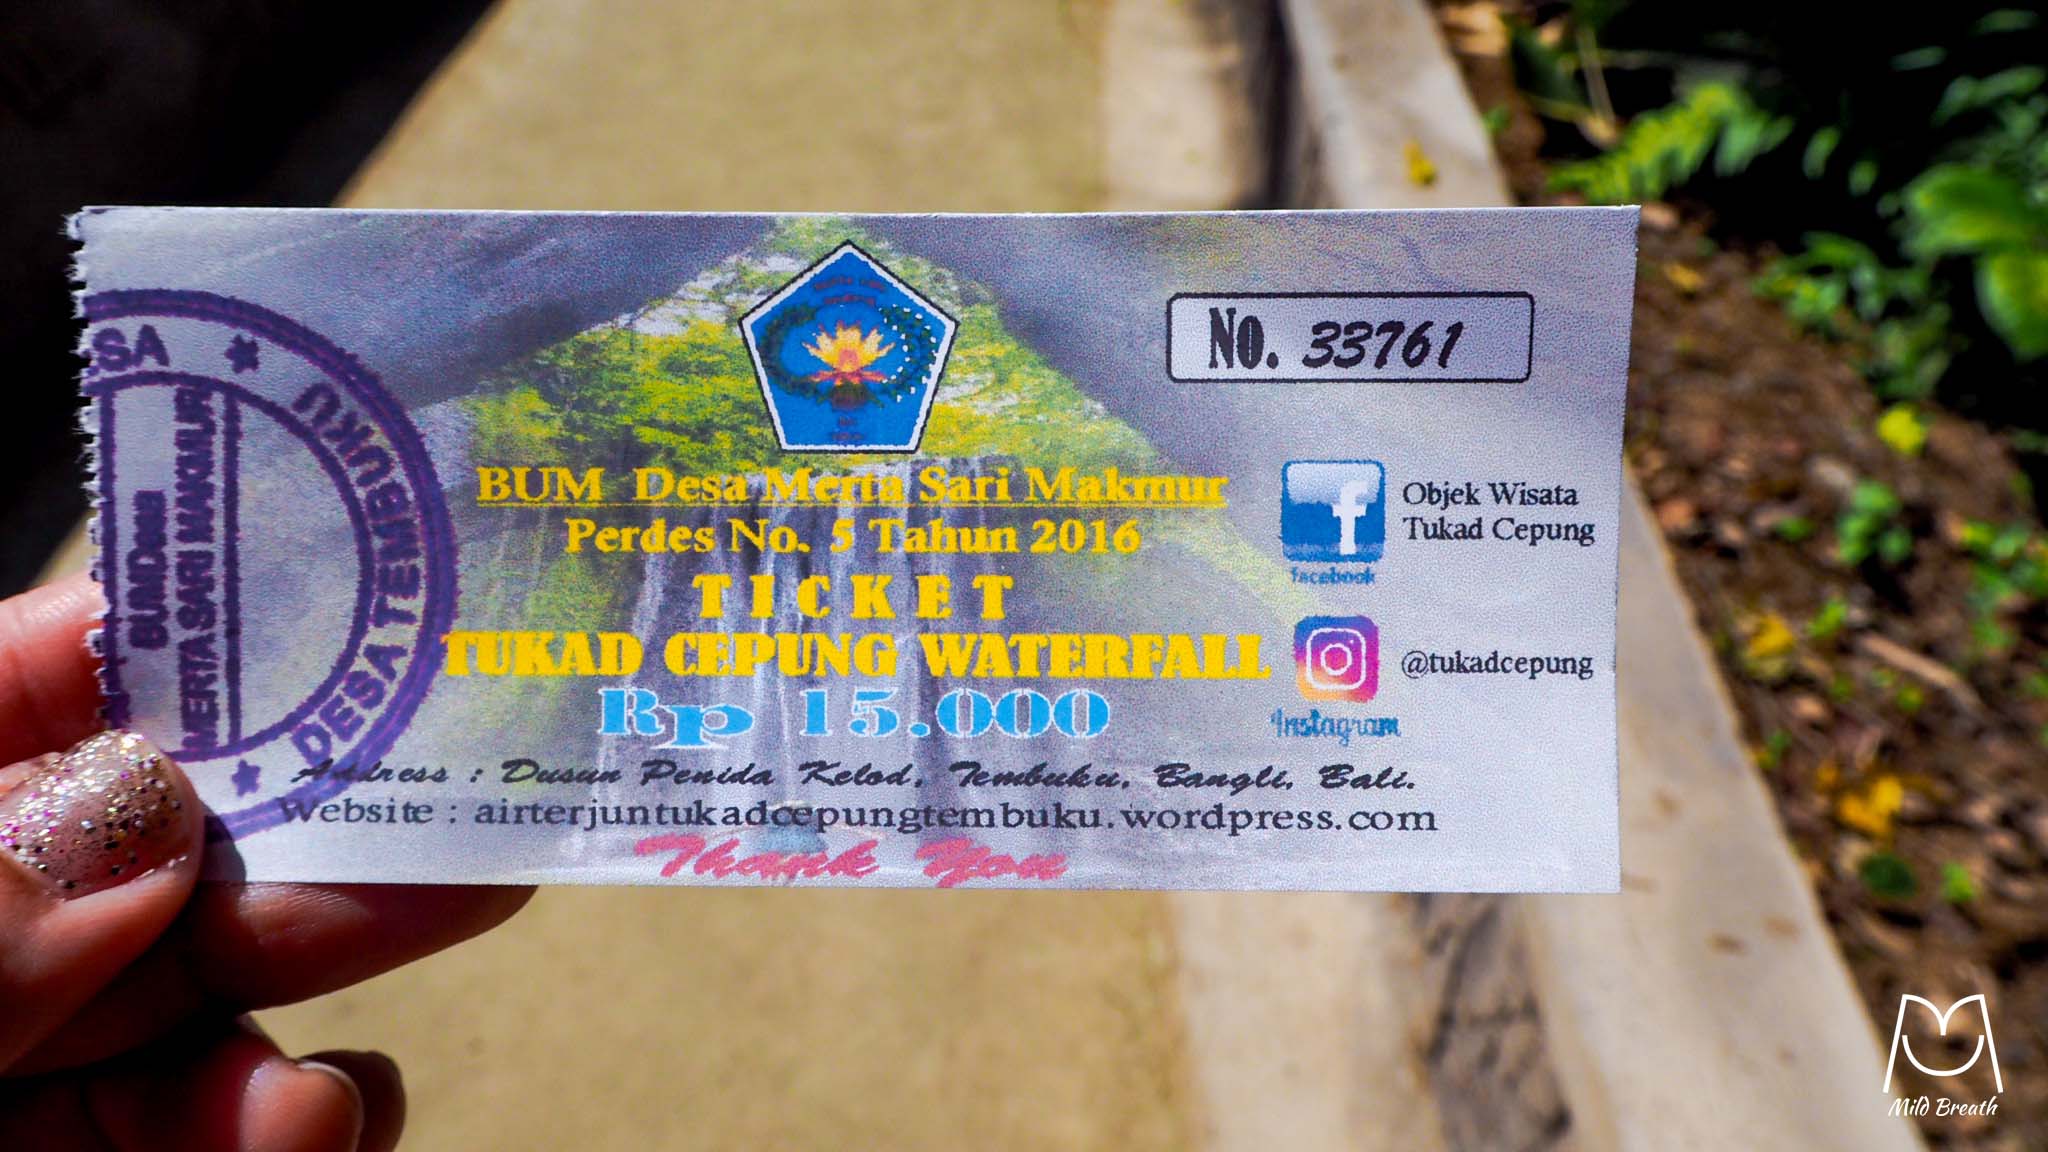 No. 33761
BUM Desa Merta Sari Makmur
Perdes No. 5 Tahun 2016
TICKET
TUKAD CEPUNG WATERFALL
Rp 15.000
Address : Dusun Penida Kelod, Tembuku, Bangli, Bali.
Website : airterjuntukadcepungtembuku.wordpress.com
Thank You
facebook
Objek Wisata
Tukad Cepung
Instagram
@tukadcepung
DESA TEMBUKU
BUMDesa
MERTA SARI MAKMUR
Mild Breath